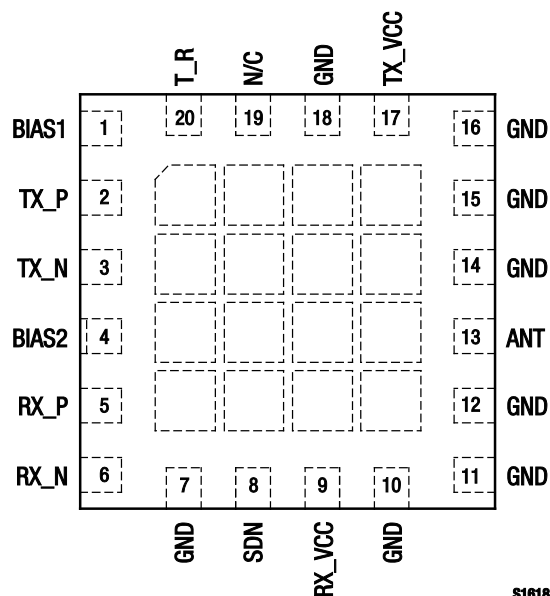 T_R N/C GND TX_VCC
20 19 18 17
BIAS1 1 16 GND
TX_P 2 15 GND
TX_N 3 14 GND
BIAS2 4 13 ANT
RX_P 5 12 GND
RX_N 6 11 GND
7 8 9 10
GND SDN RX_VCC GND
S1618